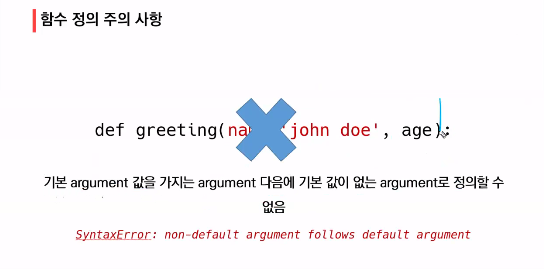 함수 정의 주의 사항
def greeting(na 'john doe', age):
기본 argument 값을 가지는 argument 다음에 기본 값이 없는 argument로 정의할 수
없음
SyntaxError: non-default argument follows default argument